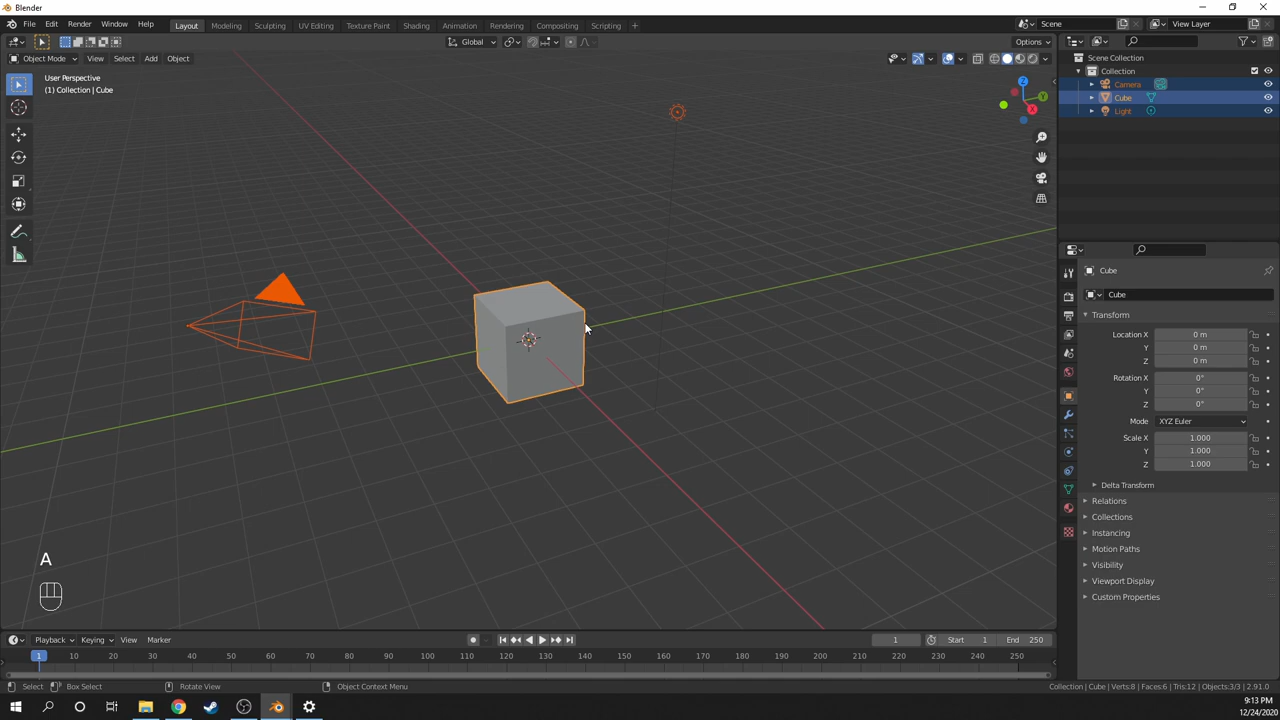 Blender
File Edit Render Window Help Layout Modeling Sculpting UV Editing Texture Paint Shading Animation Rendering Compositing Scripting + Scene View Layer
Global Options
Object Mode View Select Add Object
User Perspective
(1) Collection | Cube
Z
Y
X
A
Scene Collection
Collection
Camera
Cube
Light
Cube
Cube
Transform
Location X 0 m
Y 0 m
Z 0 m
Rotation X 0°
Y 0°
Z 0°
Mode XYZ Euler
Scale X 1.000
Y 1.000
Z 1.000
Delta Transform
Relations
Collections
Instancing
Motion Paths
Visibility
Viewport Display
Custom Properties
Playback Keying View Marker 1 Start 1 End 250
1 10 20 30 40 50 60 70 80 90 100 110 120 130 140 150 160 170 180 190 200 210 220 230 240 250
Select Box Select Rotate View Object Context Menu Collection | Cube | Verts:8 | Faces:6 | Tris:12 | Objects:3/3 | 2.91.0
9:13 PM
12/24/2020